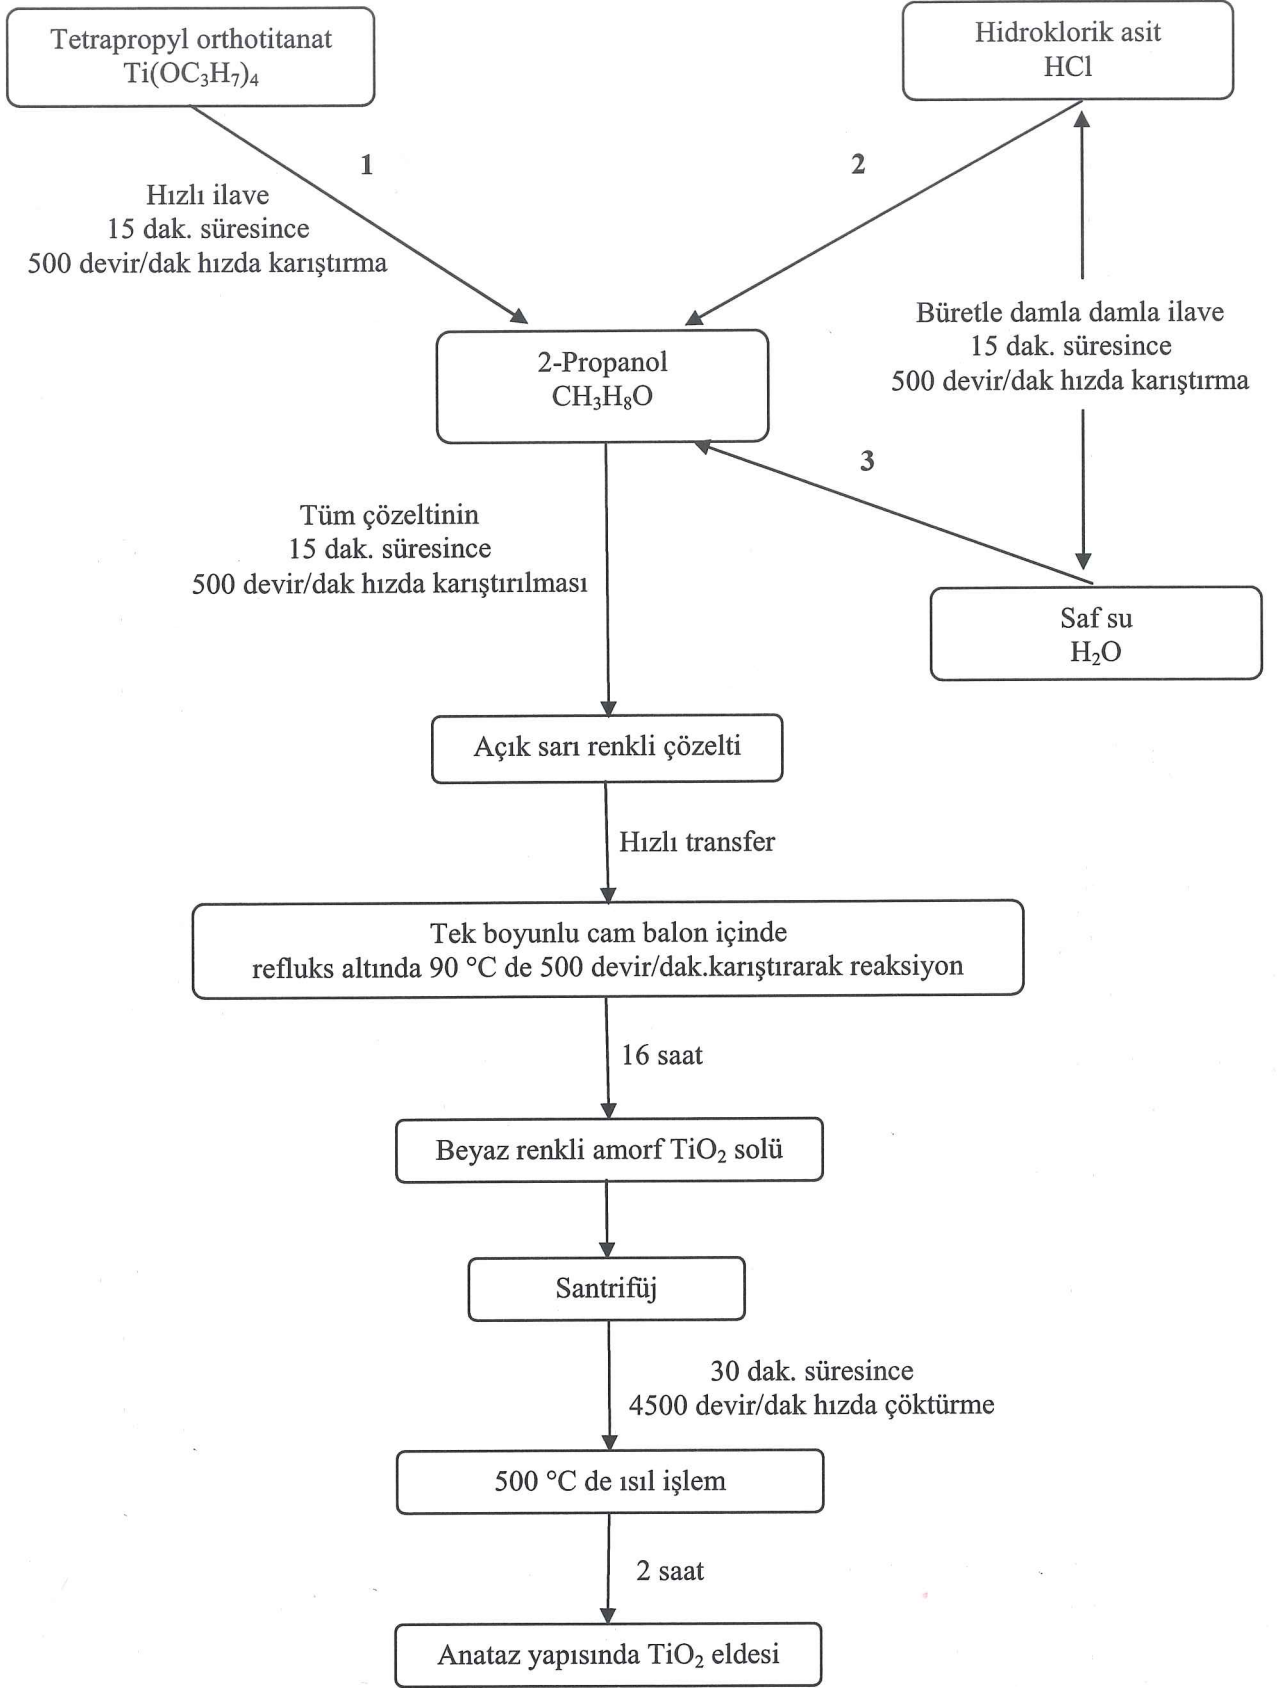 Tetrapropyl orthotitanat
Ti(OC₃H₇)₄
Hidroklorik asit
HCl
1
2
Hızlı ilave
15 dak. süresince
500 devir/dak hızda karıştırma
Büretle damla damla ilave
15 dak. süresince
500 devir/dak hızda karıştırma
2-Propanol
CH₃H₈O
3
Tüm çözeltinin
15 dak. süresince
500 devir/dak hızda karıştırılması
Saf su
H₂O
Açık sarı renkli çözelti
Hızlı transfer
Tek boyunlu cam balon içinde
refluks altında 90 °C de 500 devir/dak.karıştırarak reaksiyon
16 saat
Beyaz renkli amorf TiO₂ solü
Santrifüj
30 dak. süresince
4500 devir/dak hızda çöktürme
500 °C de ısıl işlem
2 saat
Anataz yapısında TiO₂ eldesi